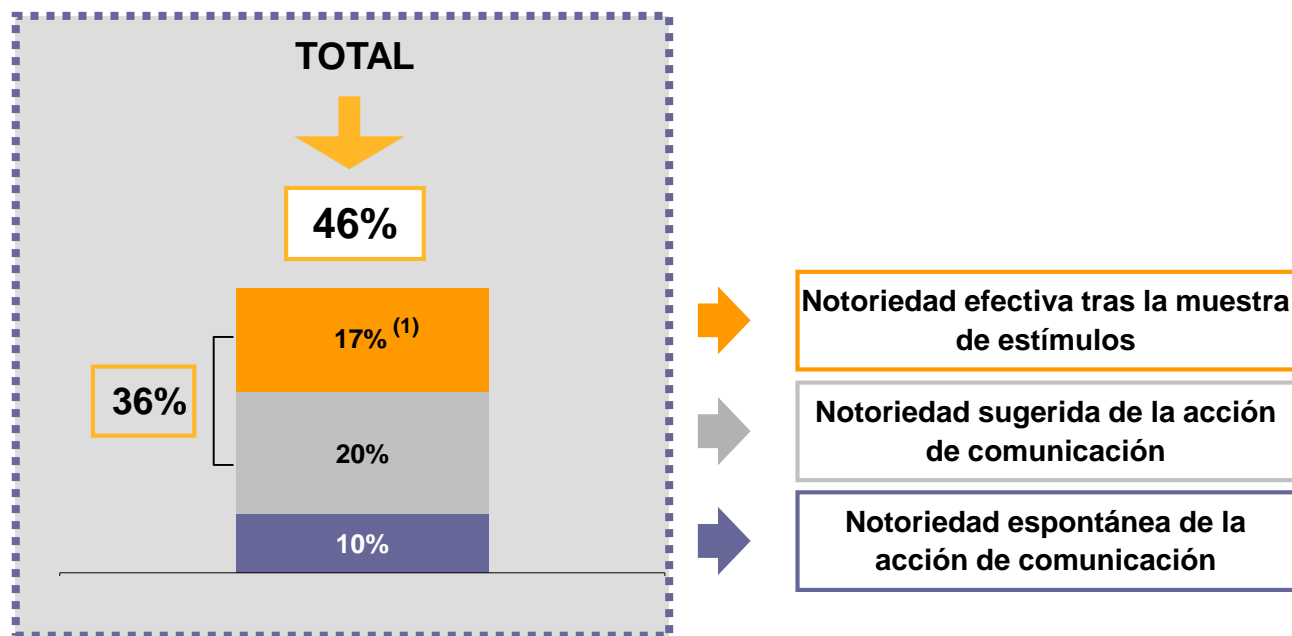 TOTAL
46%
17% (1)
36%
20%
10%
Notoriedad efectiva tras la muestra
de estímulos
Notoriedad sugerida de la acción
de comunicación
Notoriedad espontánea de la
acción de comunicación